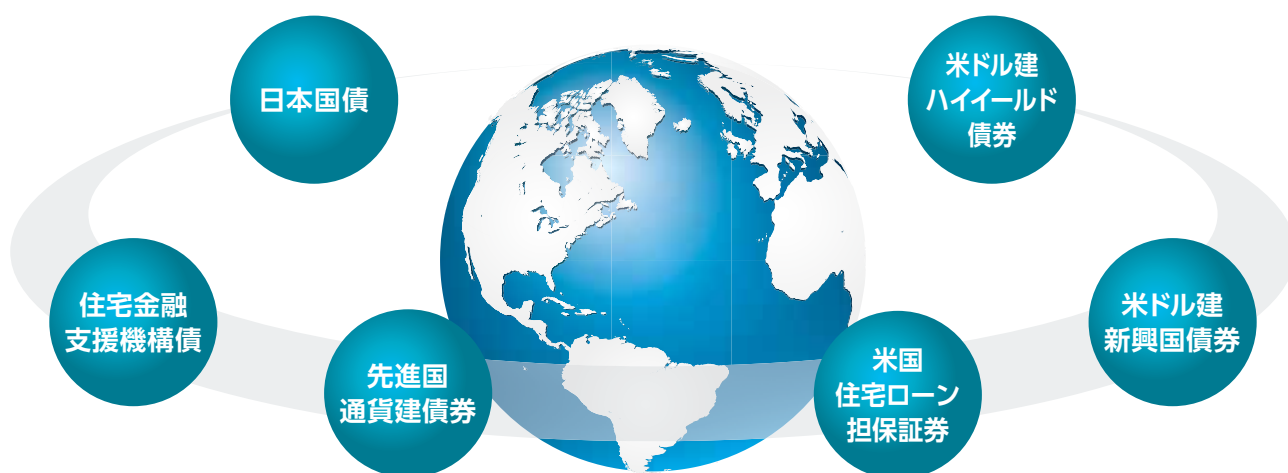 日本国債
米ドル建
ハイイールド
債券
住宅金融
支援機構債
先進国
通貨建債券
米国
住宅ローン
担保証券
米ドル建
新興国債券